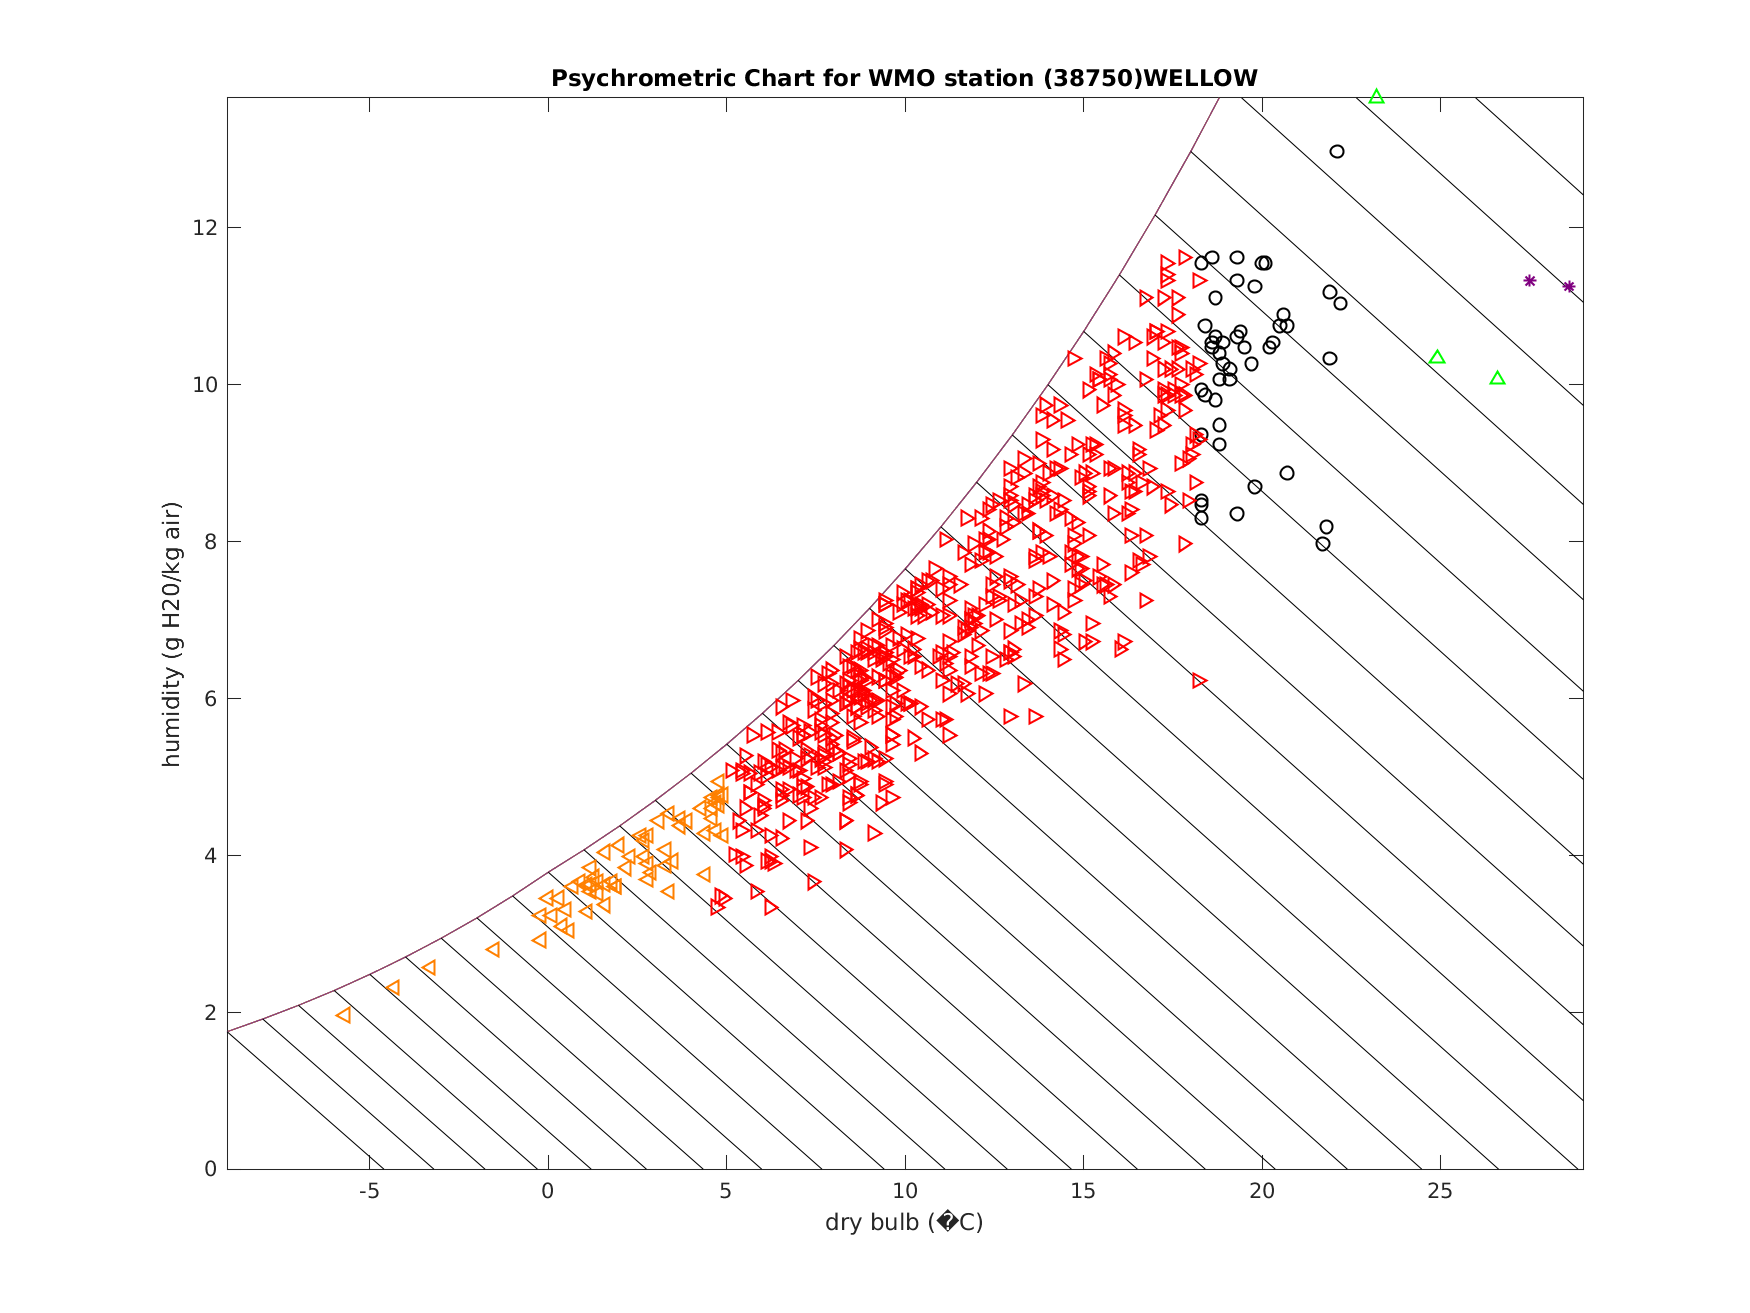 Psychrometric Chart for WMO station (38750)WELLOW
humidity (g H20/kg air)
12
10
8
6
4
2
0
-5 0 5 10 15 20 25
dry bulb (�C)